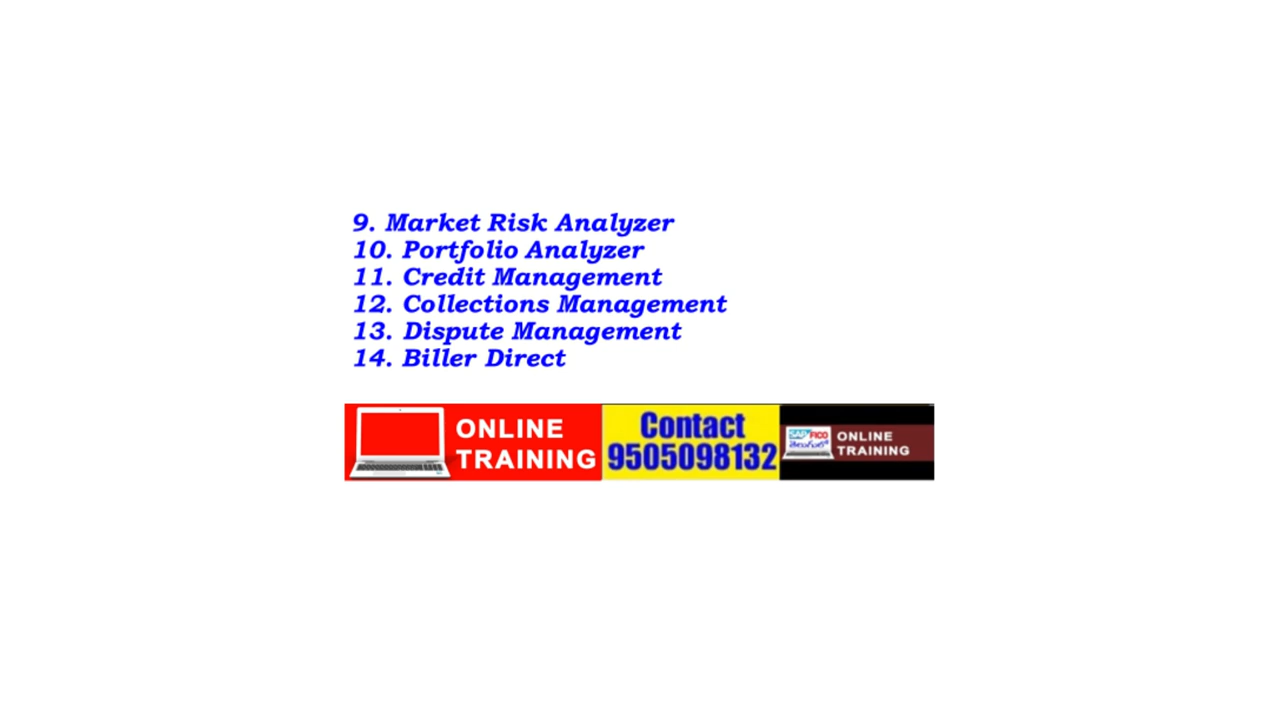 9. Market Risk Analyzer
10. Portfolio Analyzer
11. Credit Management
12. Collections Management
13. Dispute Management
14. Biller Direct
ONLINE
TRAINING
Contact
9505098132
SAP FICO
తెలుగులో
ONLINE
TRAINING